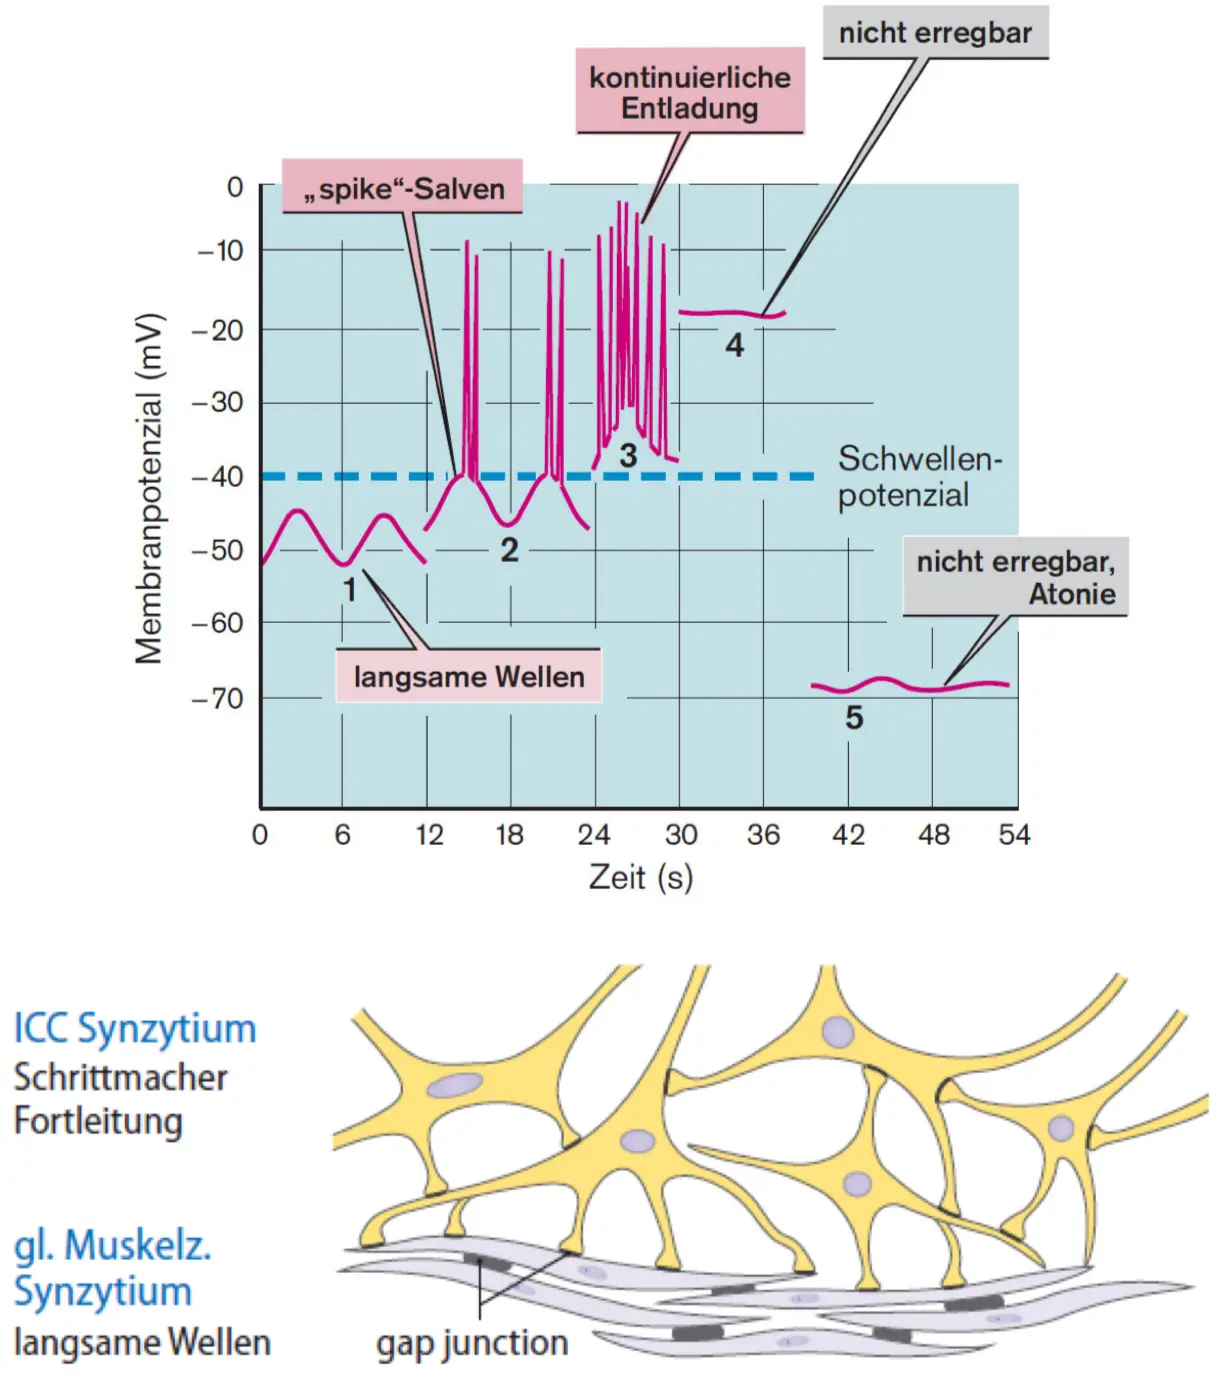 nicht erregbar
kontinuierliche
Entladung
„spike“-Salven
0
−10
−20
−30
−40
−50
−60
−70
Membranpotenzial (mV)
4
3
Schwellen-
potenzial
2
1
nicht erregbar,
Atonie
langsame Wellen
5
0 6 12 18 24 30 36 42 48 54
Zeit (s)
ICC Synzytium
Schrittmacher
Fortleitung
gl. Muskelz.
Synzytium
langsame Wellen
gap junction